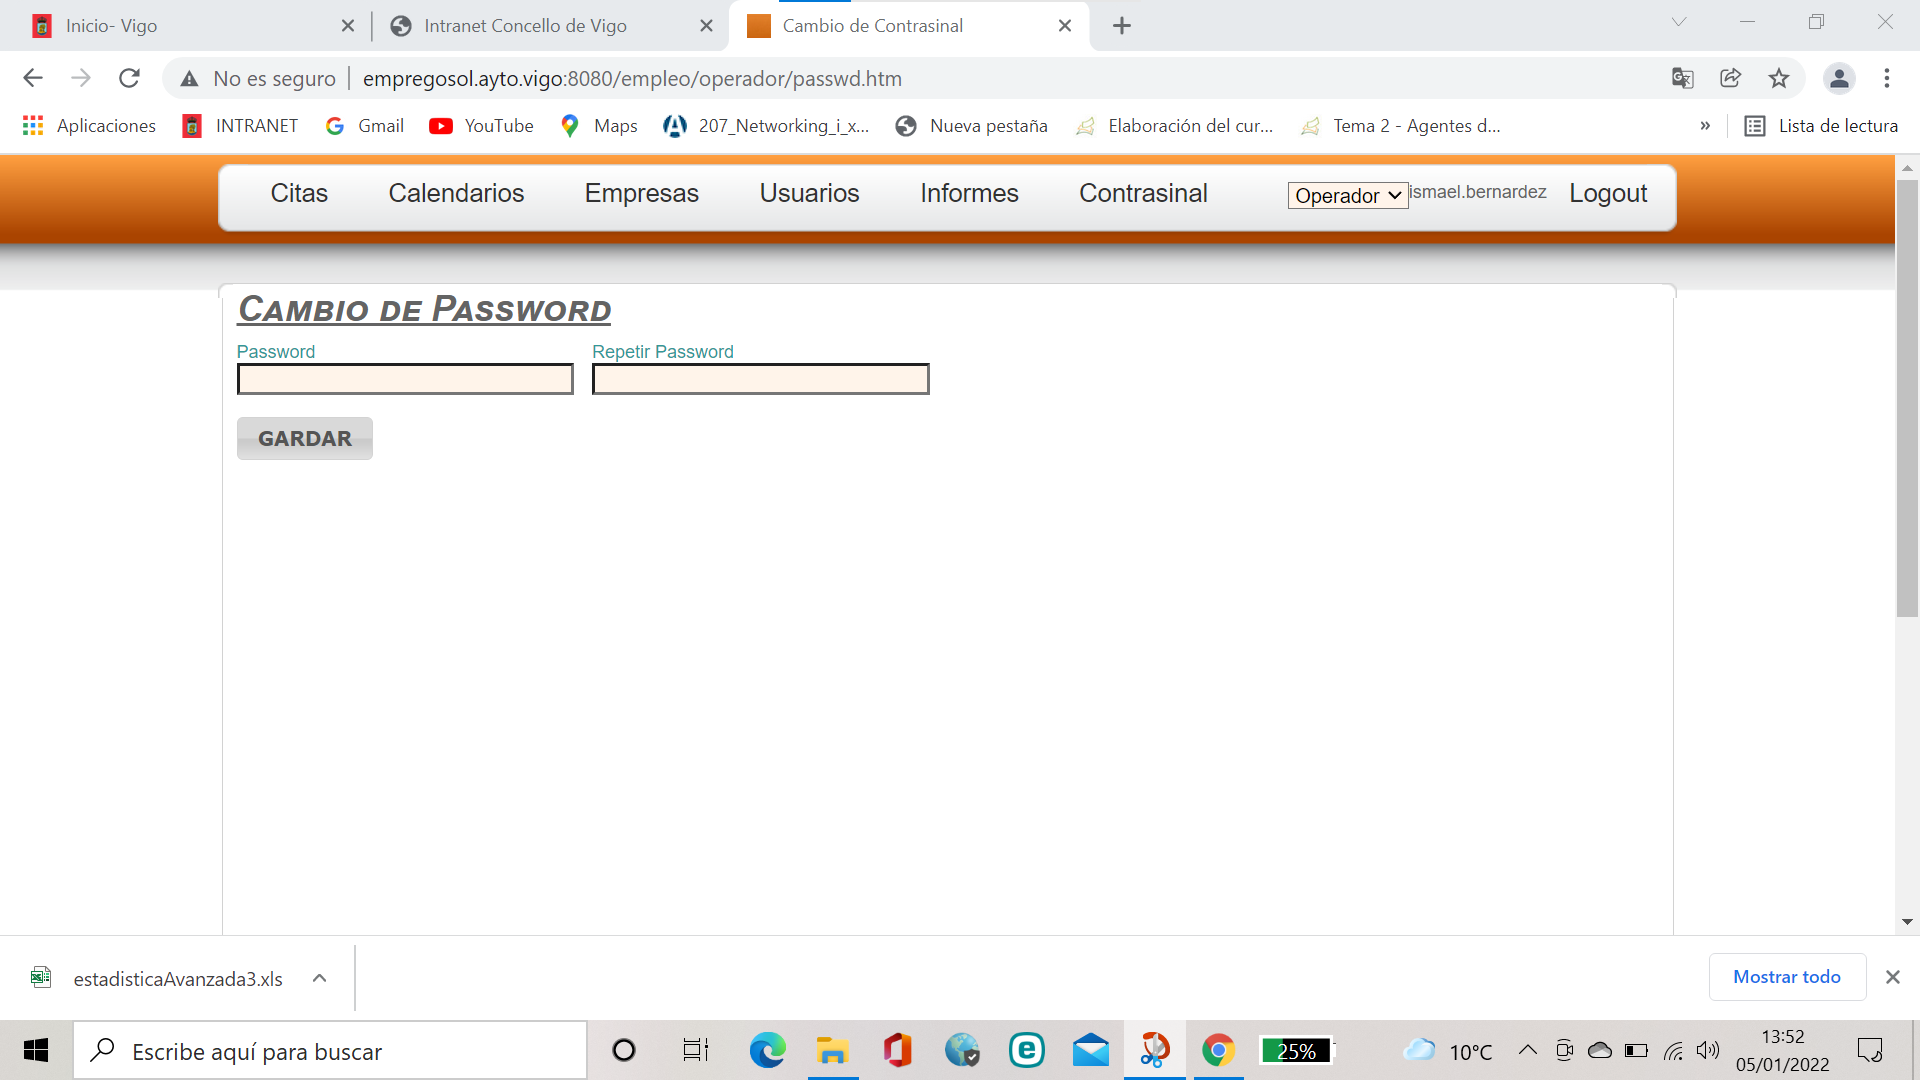 Inicio- Vigo
Intranet Concello de Vigo
Cambio de Contrasinal
No es seguro
empregosol.ayto.vigo:8080/empleo/operador/passwd.htm
Aplicaciones
INTRANET
Gmail
YouTube
Maps
207_Networking_i_x...
Nueva pestaña
Elaboración del cur...
Tema 2 - Agentes d...
»
Lista de lectura
Citas
Calendarios
Empresas
Usuarios
Informes
Contrasinal
Operador
ismael.bernardez
Logout
Cambio de Password
Password
Repetir Password
GARDAR
estadisticaAvanzada3.xls
Mostrar todo
Escribe aquí para buscar
25%
10°C
13:52
05/01/2022